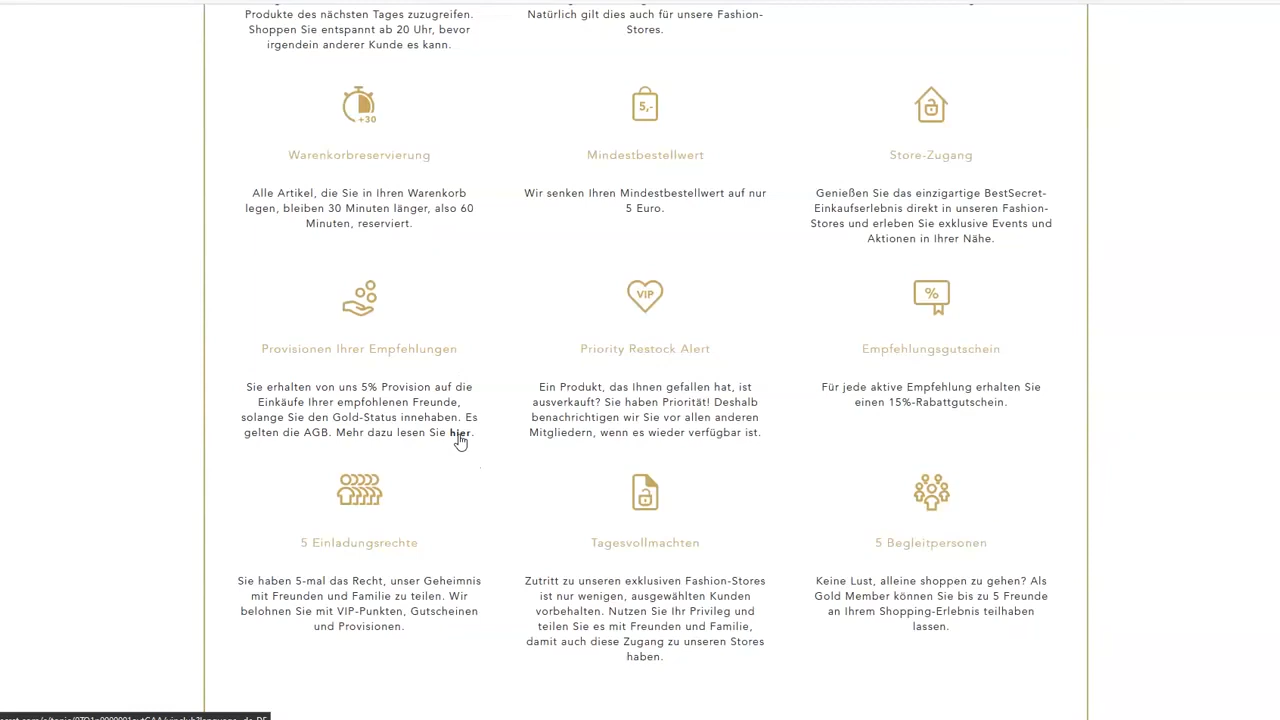 Produkte des nächsten Tages zuzugreifen.
Shoppen Sie entspannt ab 20 Uhr, bevor
irgendein anderer Kunde es kann.
Natürlich gilt dies auch für unsere Fashion-
Stores.
+30
Warenkorbreservierung
Alle Artikel, die Sie in Ihren Warenkorb
legen, bleiben 30 Minuten länger, also 60
Minuten, reserviert.
5,-
Mindestbestellwert
Wir senken Ihren Mindestbestellwert auf nur
5 Euro.
Store-Zugang
Genießen Sie das einzigartige BestSecret-
Einkaufserlebnis direkt in unseren Fashion-
Stores und erleben Sie exklusive Events und
Aktionen in Ihrer Nähe.
Provisionen Ihrer Empfehlungen
Sie erhalten von uns 5% Provision auf die
Einkäufe Ihrer empfohlenen Freunde,
solange Sie den Gold-Status innehaben. Es
gelten die AGB. Mehr dazu lesen Sie hier.
VIP
Priority Restock Alert
Ein Produkt, das Ihnen gefallen hat, ist
ausverkauft? Sie haben Priorität! Deshalb
benachrichtigen wir Sie vor allen anderen
Mitgliedern, wenn es wieder verfügbar ist.
%
Empfehlungsgutschein
Für jede aktive Empfehlung erhalten Sie
einen 15%-Rabattgutschein.
5 Einladungsrechte
Sie haben 5-mal das Recht, unser Geheimnis
mit Freunden und Familie zu teilen. Wir
belohnen Sie mit VIP-Punkten, Gutscheinen
und Provisionen.
Tagesvollmachten
Zutritt zu unseren exklusiven Fashion-Stores
ist nur wenigen, ausgewählten Kunden
vorbehalten. Nutzen Sie Ihr Privileg und
teilen Sie es mit Freunden und Familie,
damit auch diese Zugang zu unseren Stores
haben.
5 Begleitpersonen
Keine Lust, alleine shoppen zu gehen? Als
Gold Member können Sie bis zu 5 Freunde
an Ihrem Shopping-Erlebnis teilhaben
lassen.